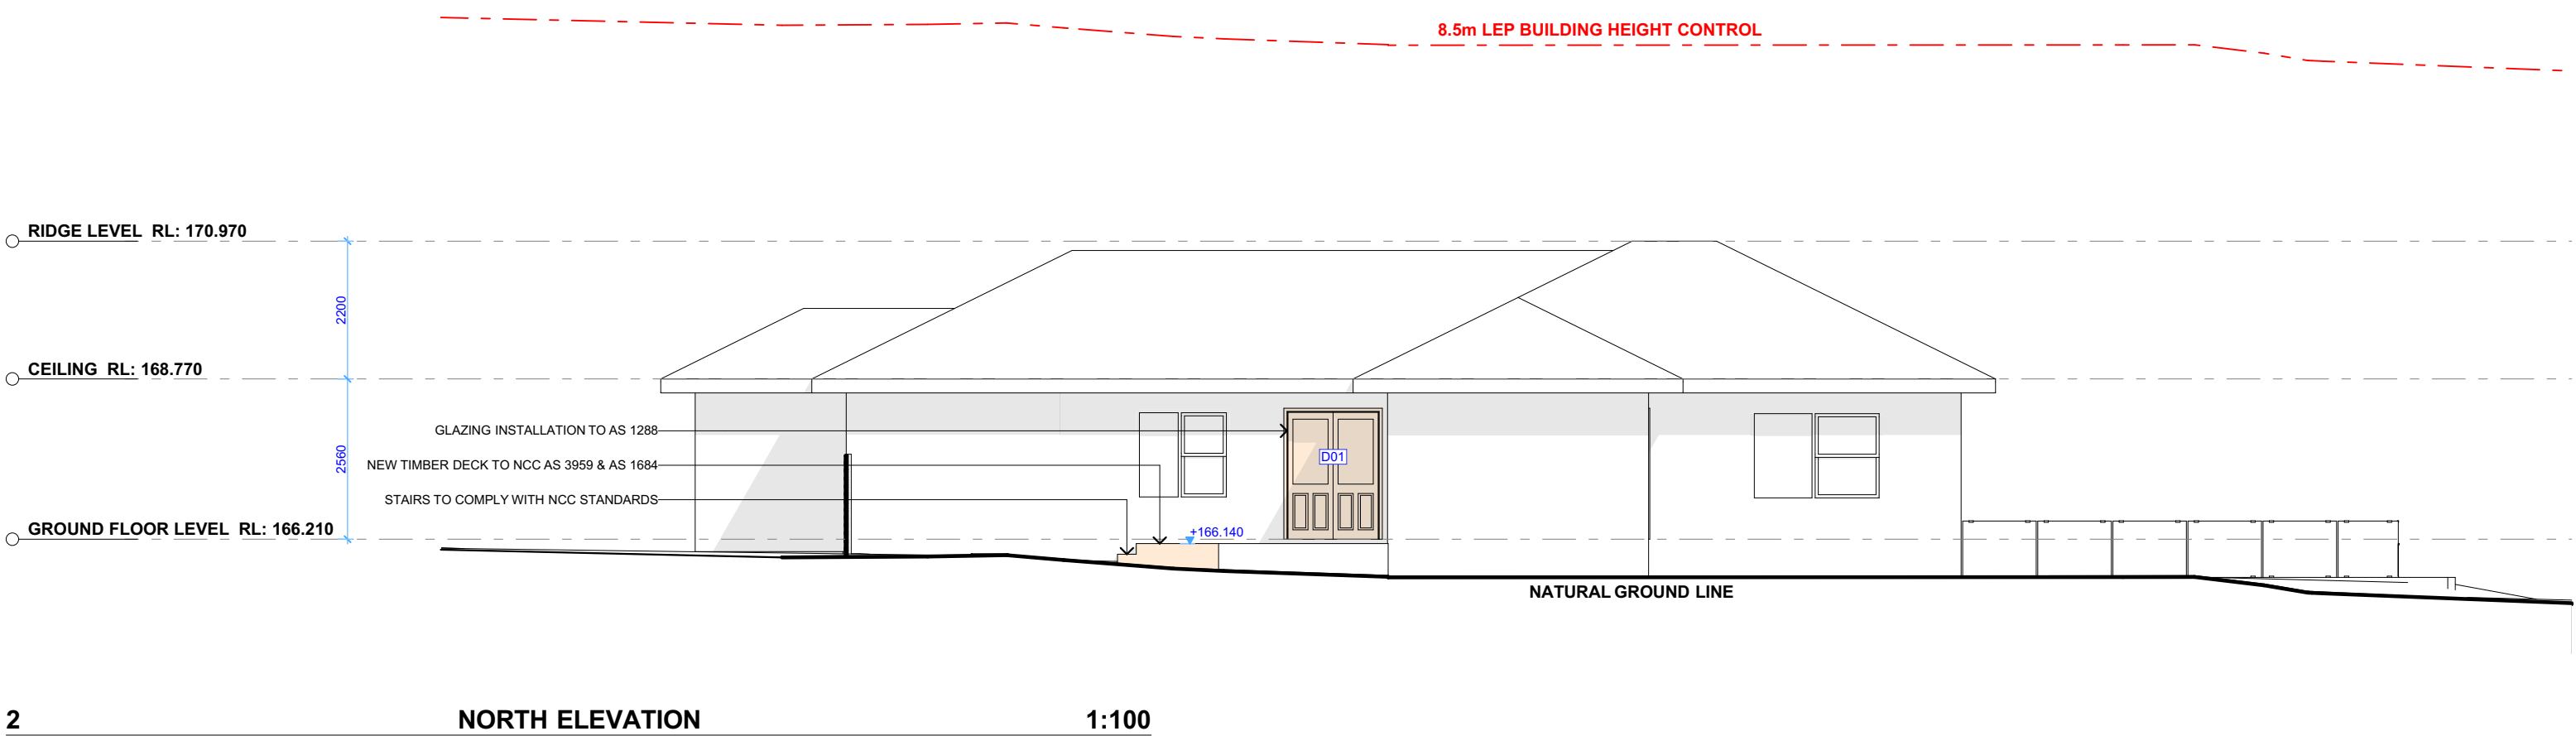 8.5m LEP BUILDING HEIGHT CONTROL
RIDGE LEVEL RL: 170.970
2200
CEILING RL: 168.770
GLAZING INSTALLATION TO AS 1288
D01
2560
NEW TIMBER DECK TO NCC AS 3959 & AS 1684
STAIRS TO COMPLY WITH NCC STANDARDS
GROUND FLOOR LEVEL RL: 166.210
+166.140
NATURAL GROUND LINE
2 NORTH ELEVATION 1:100